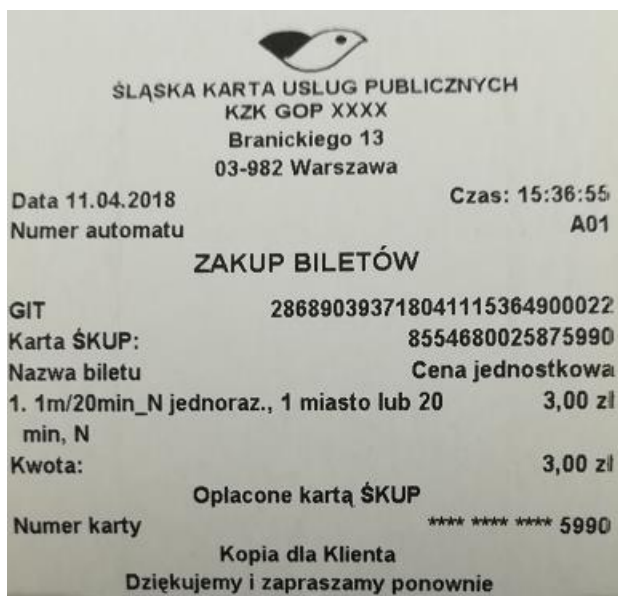 ŚLĄSKA KARTA USLUG PUBLICZNYCH
KZK GOP XXXX
Branickiego 13
03-982 Warszawa
Data 11.04.2018 Czas: 15:36:55
Numer automatu A01
ZAKUP BILETÓW
GIT 2868903937180411115364900022
Karta ŚKUP: 8554680025875990
Nazwa biletu Cena jednostkowa
1. 1m/20min_N jednoraz., 1 miasto lub 20 3,00 zł
min, N
Kwota: 3,00 zł
Oplacone kartą ŚKUP
Numer karty **** **** **** 5990
Kopia dla Klienta
Dziękujemy i zapraszamy ponownie